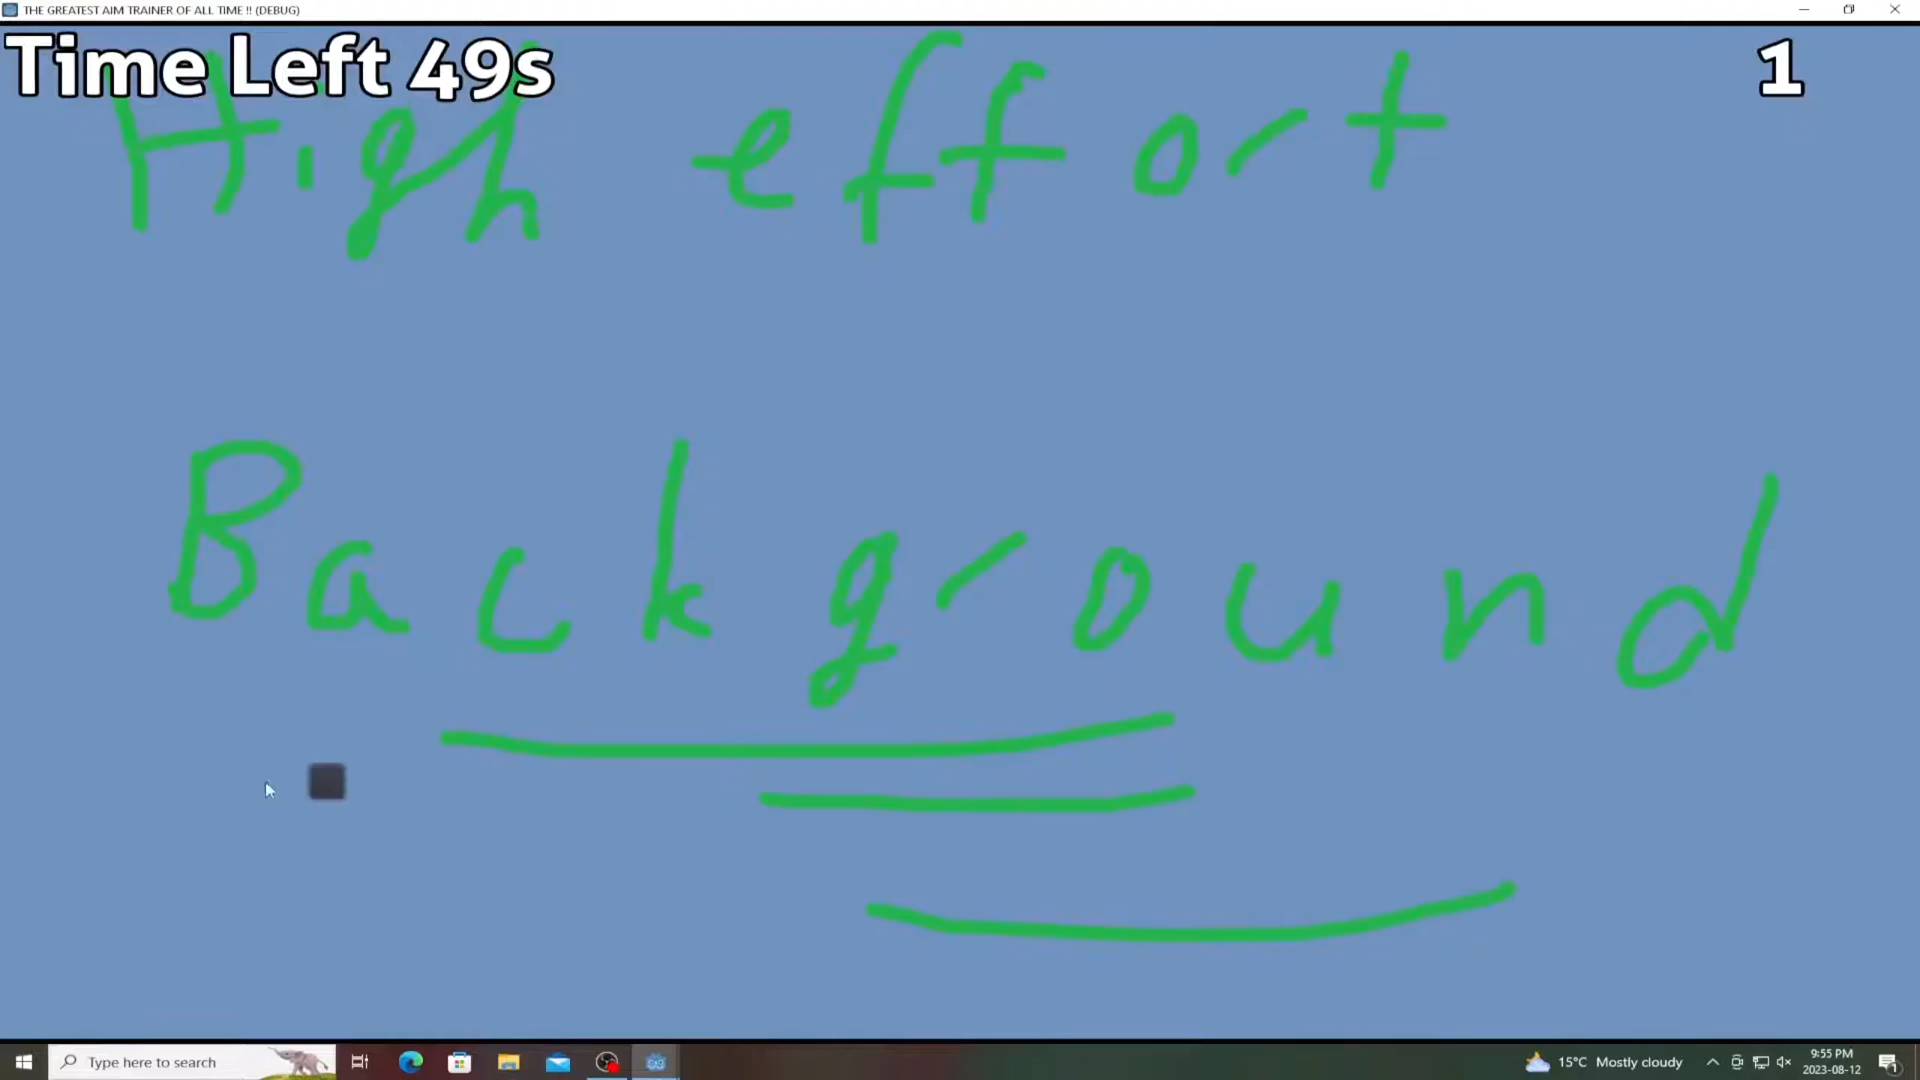 THE GREATEST AIM TRAINER OF ALL TIME !! (DEBUG)
Time Left 49s
1
High effort
Background
Type here to search
15°C Mostly cloudy
9:55 PM
2023-08-12
1